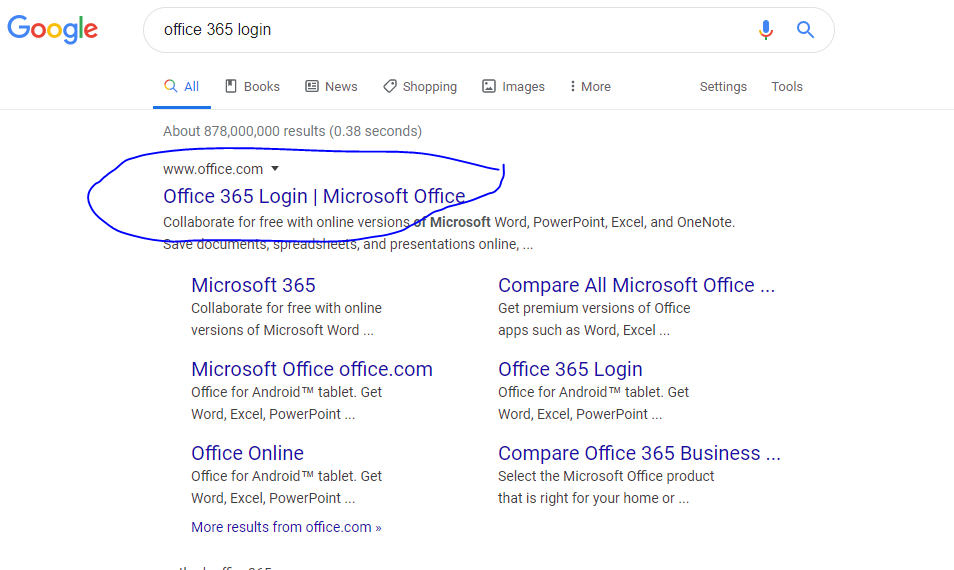 Google
office 365 login
All Books News Shopping Images More Settings Tools
About 878,000,000 results (0.38 seconds)
www.office.com
Office 365 Login | Microsoft Office
Collaborate for free with online versions of Microsoft Word, PowerPoint, Excel, and OneNote.
Save documents, spreadsheets, and presentations online, ...
Microsoft 365
Collaborate for free with online
versions of Microsoft Word ...
Compare All Microsoft Office ...
Get premium versions of Office
apps such as Word, Excel ...
Microsoft Office office.com
Office for Android™ tablet. Get
Word, Excel, PowerPoint ...
Office 365 Login
Office for Android™ tablet. Get
Word, Excel, PowerPoint ...
Office Online
Office for Android™ tablet. Get
Word, Excel, PowerPoint ...
Compare Office 365 Business ...
Select the Microsoft Office product
that is right for your home or ...
More results from office.com »